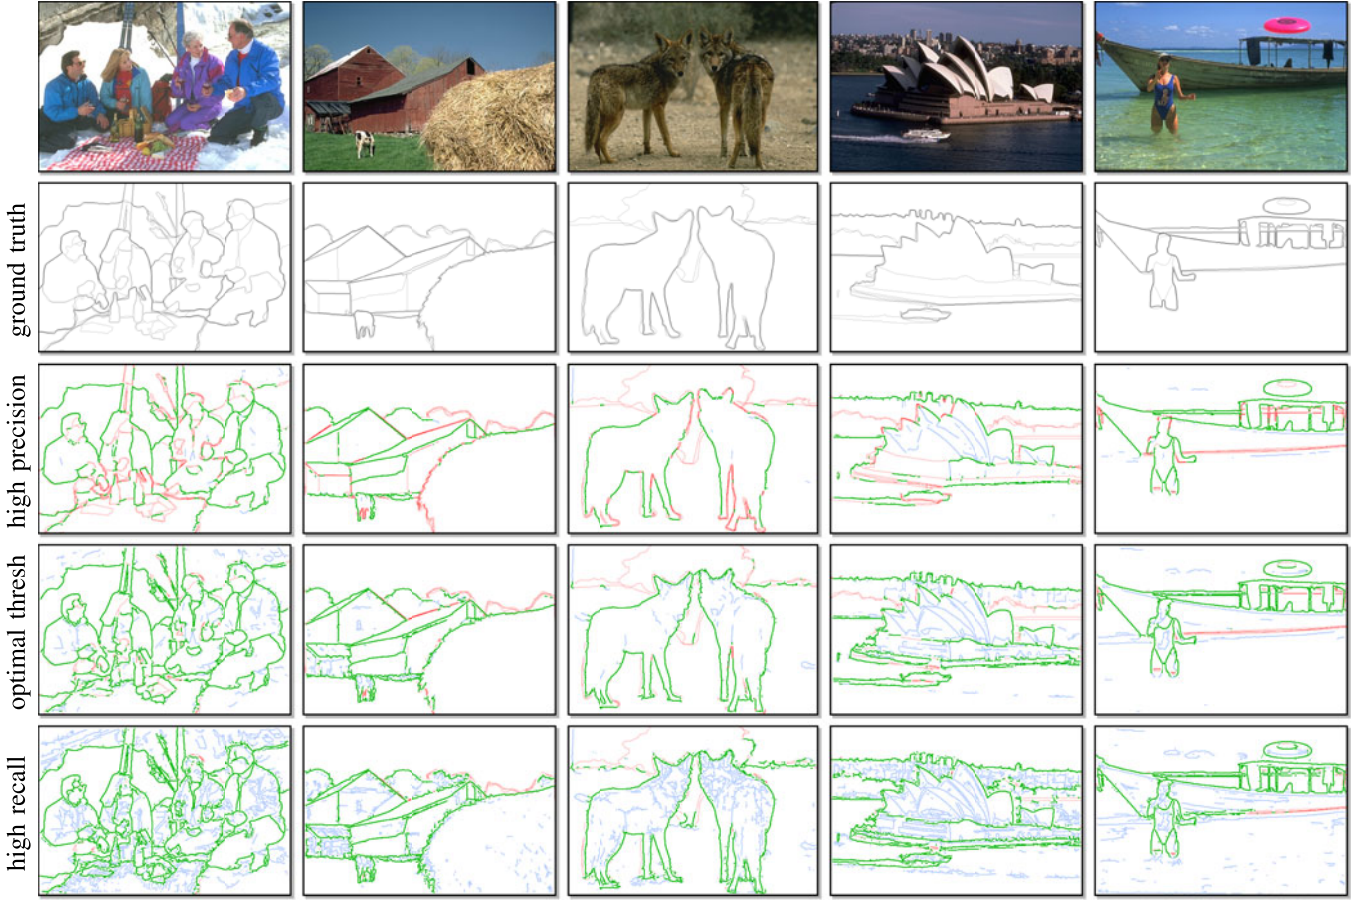 ground truth
high precision
optimal thresh
high recall